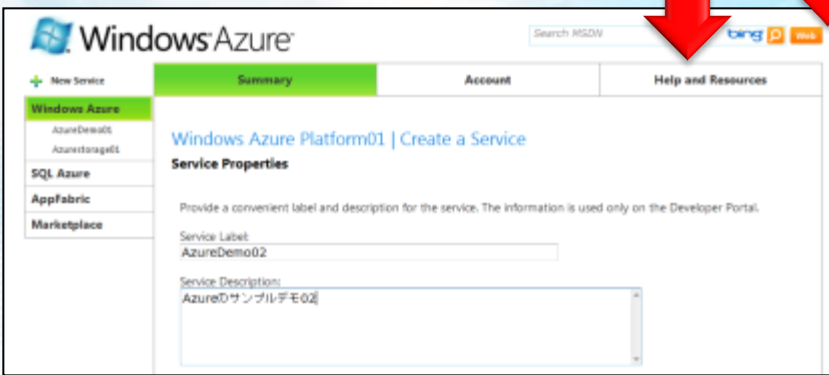 Windows Azure
Search MSDN
bing
Web
New Service
Summary
Account
Help and Resources
Windows Azure
AzureDemo01
Azurestorage01
SQL Azure
AppFabric
Marketplace
Windows Azure Platform01 | Create a Service
Service Properties
Provide a convenient label and description for the service. The information is used only on the Developer Portal.
Service Label:
AzureDemo02
Service Description:
Azureのサンプルデモ02